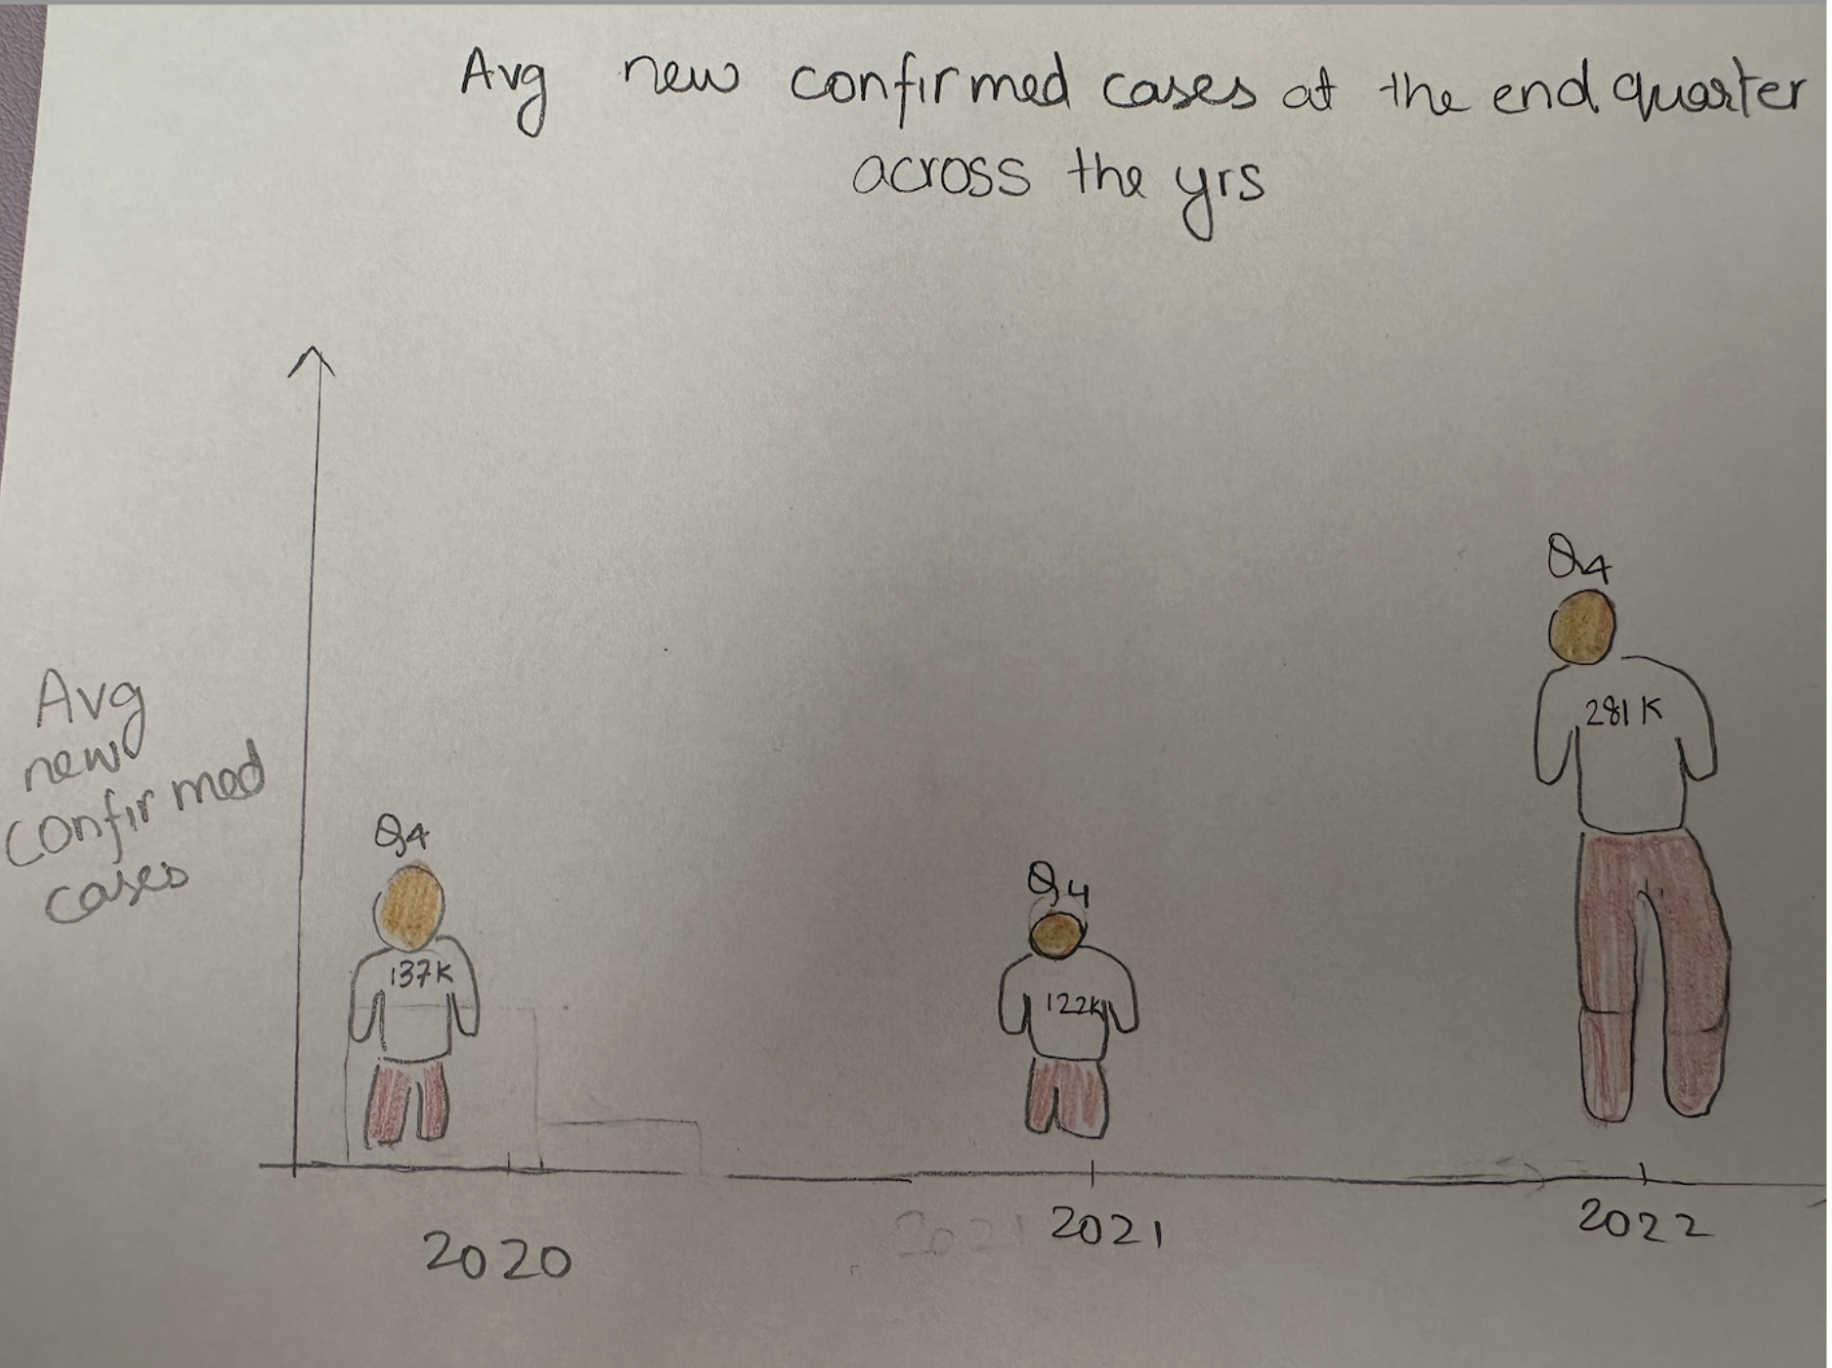 Avg new confirmed cases at the end quarter
across the yrs
Avg
new
confirmed
cases
Q4
137K
Q4
122K
Q4
281K
2020
2021
2021
2022